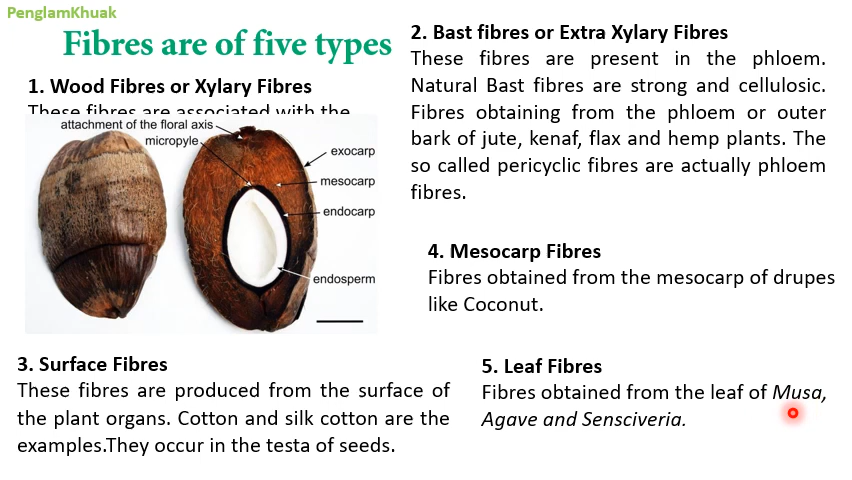 PenglamKhuak
Fibres are of five types
1. Wood Fibres or Xylary Fibres
These fibres are associated with the
attachment of the floral axis
micropyle
exocarp
mesocarp
endocarp
endosperm
2. Bast fibres or Extra Xylary Fibres
These fibres are present in the phloem.
Natural Bast fibres are strong and cellulosic.
Fibres obtaining from the phloem or outer
bark of jute, kenaf, flax and hemp plants. The
so called pericyclic fibres are actually phloem
fibres.
4. Mesocarp Fibres
Fibres obtained from the mesocarp of drupes
like Coconut.
3. Surface Fibres
These fibres are produced from the surface of
the plant organs. Cotton and silk cotton are the
examples.They occur in the testa of seeds.
5. Leaf Fibres
Fibres obtained from the leaf of Musa,
Agave and Sensciveria.